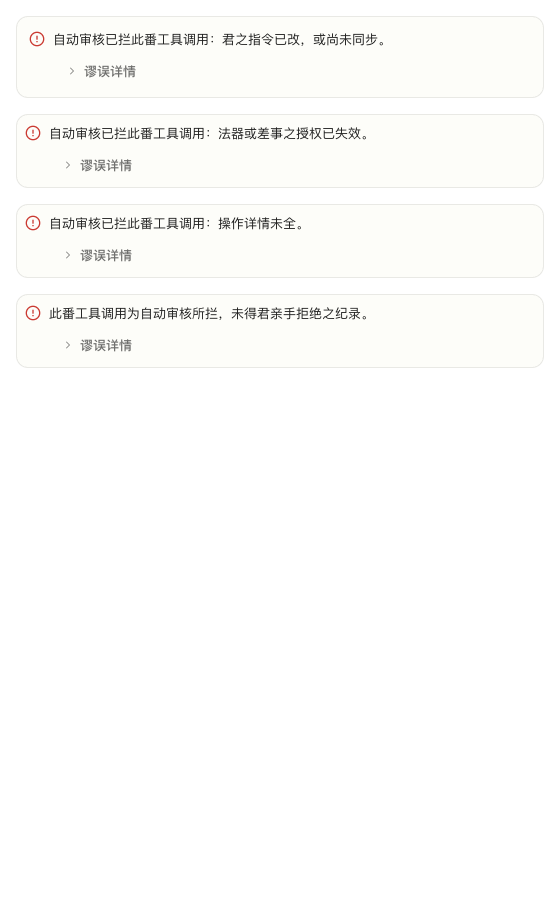 自动审核已拦此番工具调用：君之指令已改，或尚未同步。
谬误详情
自动审核已拦此番工具调用：法器或差事之授权已失效。
谬误详情
自动审核已拦此番工具调用：操作详情未全。
谬误详情
此番工具调用为自动审核所拦，未得君亲手拒绝之纪录。
谬误详情